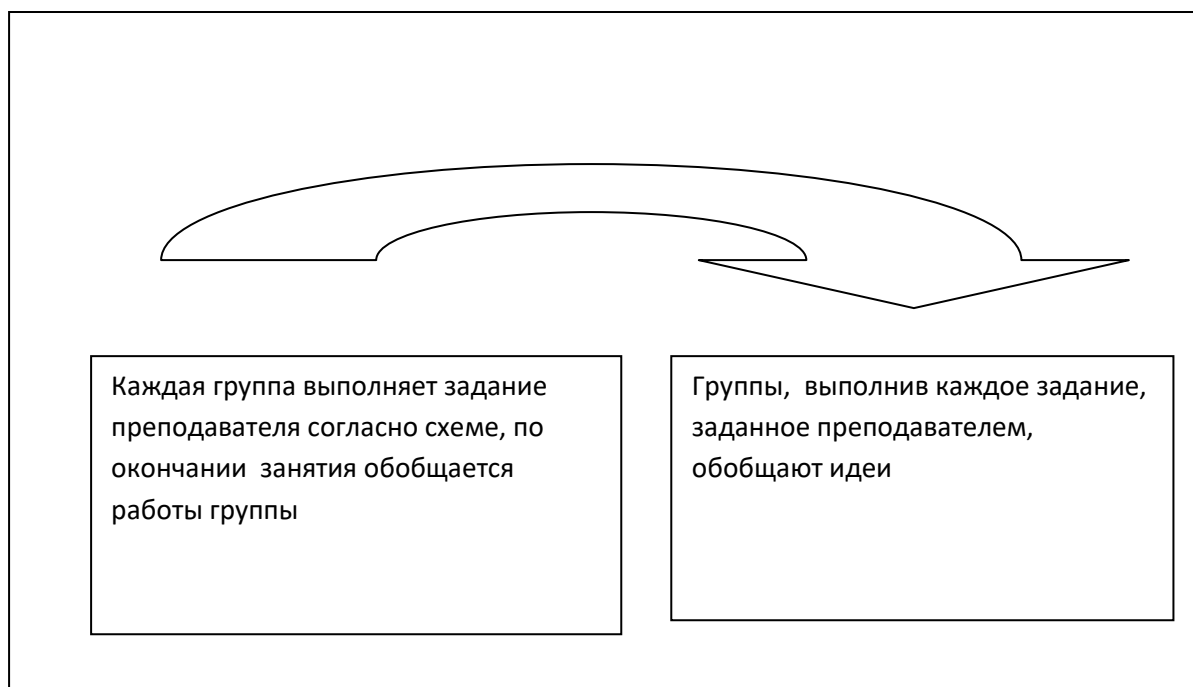 Каждая группа выполняет задание
преподавателя согласно схеме, по
окончании  занятия обобщается
работы группы
Группы,  выполнив каждое задание,
заданное преподавателем,
обобщают идеи